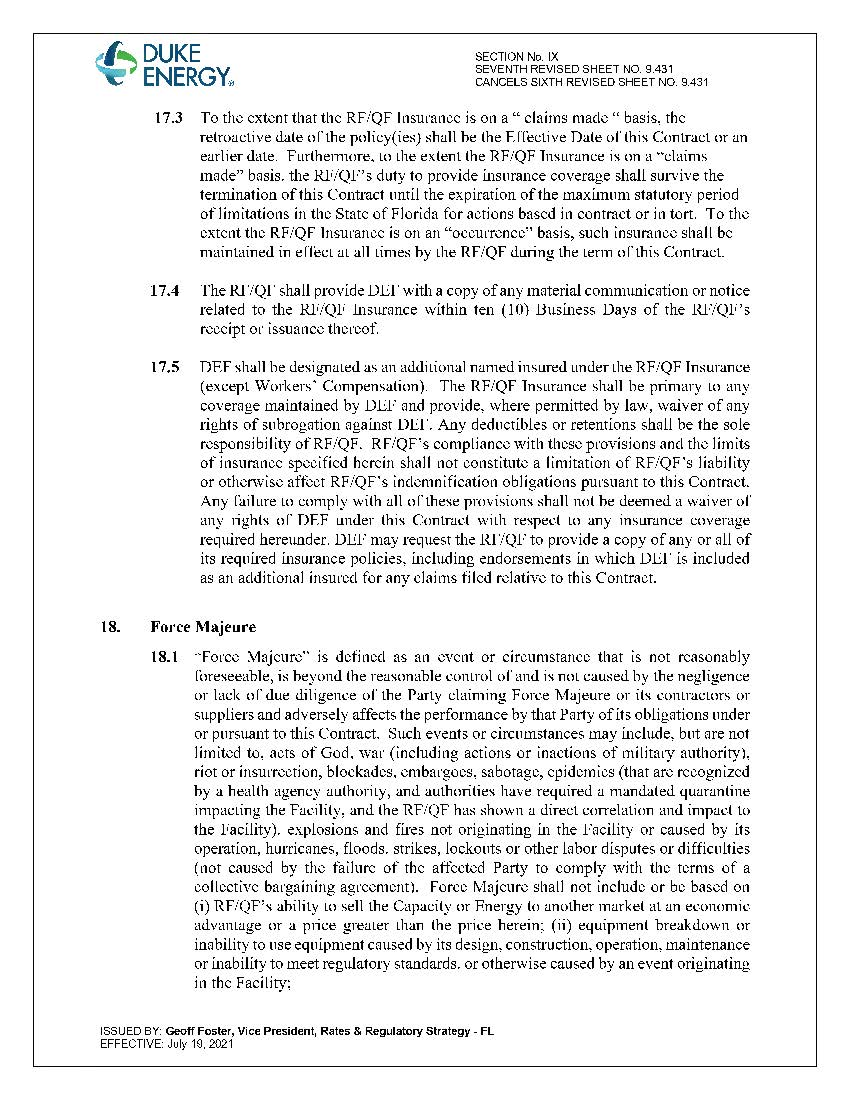 DUKE
ENERGY®
SECTION No. IX
SEVENTH REVISED SHEET NO. 9.431
CANCELS SIXTH REVISED SHEET NO. 9.431
17.3 To the extent that the RF/QF Insurance is on a “ claims made “ basis, the
retroactive date of the policy(ies) shall be the Effective Date of this Contract or an
earlier date. Furthermore, to the extent the RF/QF Insurance is on a “claims
made” basis, the RF/QF’s duty to provide insurance coverage shall survive the
termination of this Contract until the expiration of the maximum statutory period
of limitations in the State of Florida for actions based in contract or in tort. To the
extent the RF/QF Insurance is on an “occurrence” basis, such insurance shall be
maintained in effect at all times by the RF/QF during the term of this Contract.
17.4 The RF/QF shall provide DEF with a copy of any material communication or notice
related to the RF/QF Insurance within ten (10) Business Days of the RF/QF’s
receipt or issuance thereof.
17.5 DEF shall be designated as an additional named insured under the RF/QF Insurance
(except Workers’ Compensation). The RF/QF Insurance shall be primary to any
coverage maintained by DEF and provide, where permitted by law, waiver of any
rights of subrogation against DEF. Any deductibles or retentions shall be the sole
responsibility of RF/QF. RF/QF’s compliance with these provisions and the limits
of insurance specified herein shall not constitute a limitation of RF/QF’s liability
or otherwise affect RF/QF’s indemnification obligations pursuant to this Contract.
Any failure to comply with all of these provisions shall not be deemed a waiver of
any rights of DEF under this Contract with respect to any insurance coverage
required hereunder. DEF may request the RF/QF to provide a copy of any or all of
its required insurance policies, including endorsements in which DEF is included
as an additional insured for any claims filed relative to this Contract.
18. Force Majeure
18.1 “Force Majeure” is defined as an event or circumstance that is not reasonably
foreseeable, is beyond the reasonable control of and is not caused by the negligence
or lack of due diligence of the Party claiming Force Majeure or its contractors or
suppliers and adversely affects the performance by that Party of its obligations under
or pursuant to this Contract. Such events or circumstances may include, but are not
limited to, acts of God, war (including actions or inactions of military authority),
riot or insurrection, blockades, embargoes, sabotage, epidemics (that are recognized
by a health agency authority, and authorities have required a mandated quarantine
impacting the Facility, and the RF/QF has shown a direct correlation and impact to
the Facility), explosions and fires not originating in the Facility or caused by its
operation, hurricanes, floods, strikes, lockouts or other labor disputes or difficulties
(not caused by the failure of the affected Party to comply with the terms of a
collective bargaining agreement). Force Majeure shall not include or be based on
(i) RF/QF’s ability to sell the Capacity or Energy to another market at an economic
advantage or a price greater than the price herein; (ii) equipment breakdown or
inability to use equipment caused by its design, construction, operation, maintenance
or inability to meet regulatory standards, or otherwise caused by an event originating
in the Facility;
ISSUED BY: Geoff Foster, Vice President, Rates & Regulatory Strategy - FL
EFFECTIVE: July 19, 2021